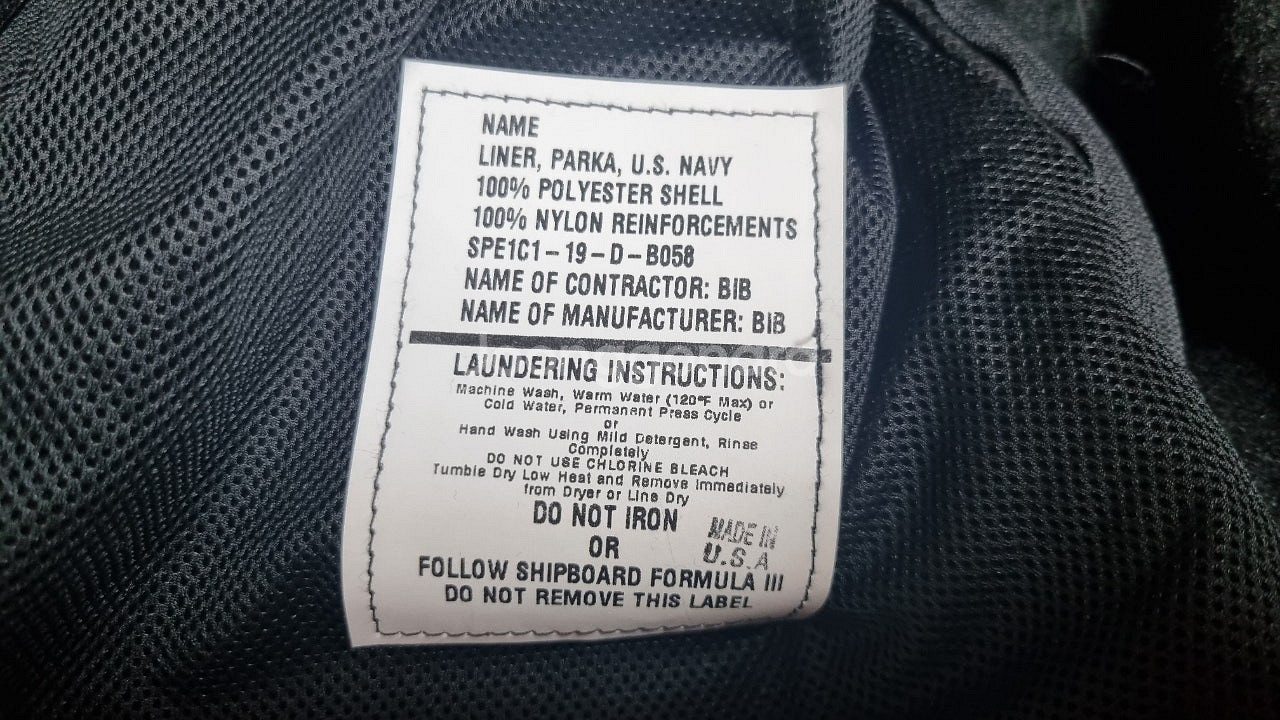 NAME
LINER, PARKA, U.S. NAVY
100% POLYESTER SHELL
100% NYLON REINFORCEMENTS
SPE1C1-19-D-B058
NAME OF CONTRACTOR: BIB
NAME OF MANUFACTURER: BIB
LAUNDERING INSTRUCTIONS:
Machine Wash, Warm Water (120°F Max) or
Cold Water, Permanent Press Cycle
or
Hand Wash Using Mild Detergent, Rinse
Completely
DO NOT USE CHLORINE BLEACH
Tumble Dry Low Heat and Remove Immediately
from Dryer or Line Dry
DO NOT IRON
MADE IN
U.S.A
OR
FOLLOW SHIPBOARD FORMULA III
DO NOT REMOVE THIS LABEL